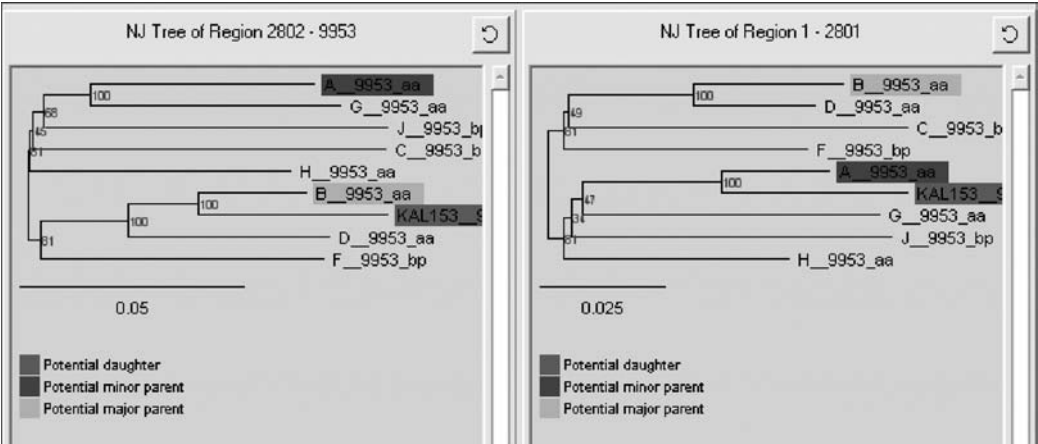 NJ Tree of Region 2802 - 9953
A__9953_aa
100
G__9953_aa
68
J__9953_bp
45
C__9953_b
81
H__9953_aa
B__9953_aa
100
KAL153__9
100
D__9953_aa
81
F__9953_bp
0.05
Potential daughter
Potential minor parent
Potential major parent
NJ Tree of Region 1 - 2801
B__9953_aa
100
D__9953_aa
49
C__9953_b
81
F__9953_bp
A__9953_aa
100
KAL153__9
47
G__9953_aa
34
J__9953_bp
81
H__9953_aa
0.025
Potential daughter
Potential minor parent
Potential major parent